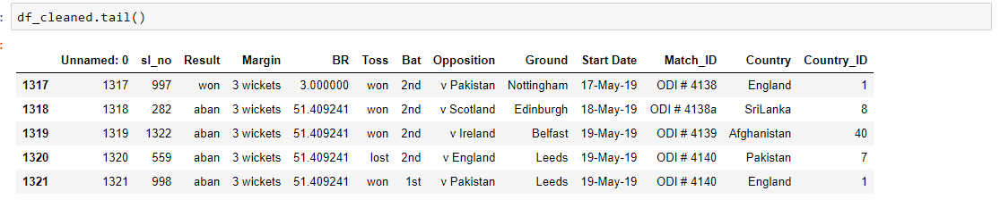 df_cleaned.tail()
Unnamed: 0 sl_no Result Margin BR Toss Bat Opposition Ground Start Date Match_ID Country Country_ID
1317 1317 997 won 3 wickets 3.000000 won 2nd v Pakistan Nottingham 17-May-19 ODI # 4138 England 1
1318 1318 282 aban 3 wickets 51.409241 won 2nd v Scotland Edinburgh 18-May-19 ODI # 4138a SriLanka 8
1319 1319 1322 aban 3 wickets 51.409241 won 2nd v Ireland Belfast 19-May-19 ODI # 4139 Afghanistan 40
1320 1320 559 aban 3 wickets 51.409241 lost 2nd v England Leeds 19-May-19 ODI # 4140 Pakistan 7
1321 1321 998 aban 3 wickets 51.409241 won 1st v Pakistan Leeds 19-May-19 ODI # 4140 England 1